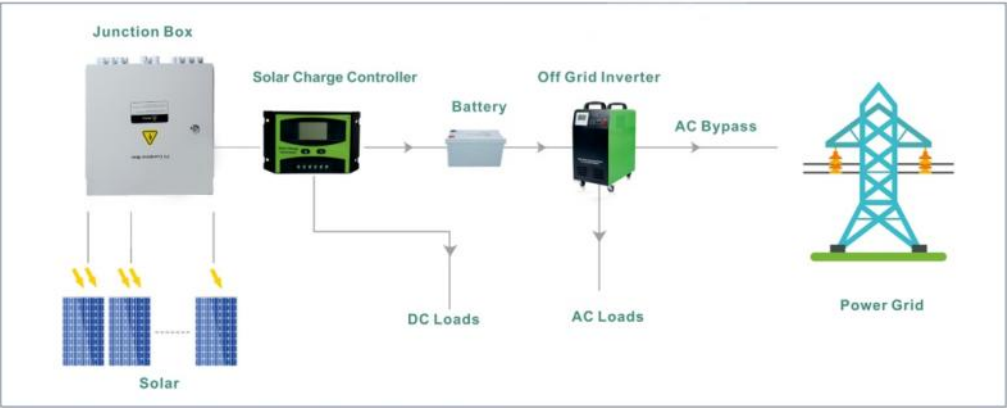 Junction Box
Solar Charge Controller
Battery
Off Grid Inverter
AC Bypass
DC Loads
AC Loads
Power Grid
Solar